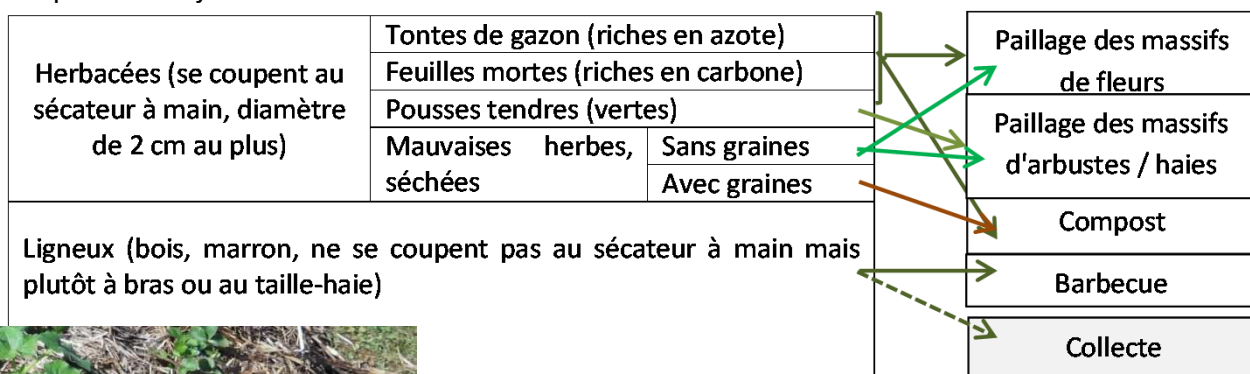 Herbacées (se coupent au
sécateur à main, diamètre
de 2 cm au plus)
Tontes de gazon (riches en azote)
Feuilles mortes (riches en carbone)
Pousses tendres (vertes)
Mauvaises herbes,
séchées
Sans graines
Avec graines
Ligneux (bois, marron, ne se coupent pas au sécateur à main mais
plutôt à bras ou au taille-haie)
Paillage des massifs
de fleurs
Paillage des massifs
d'arbustes / haies
Compost
Barbecue
Collecte